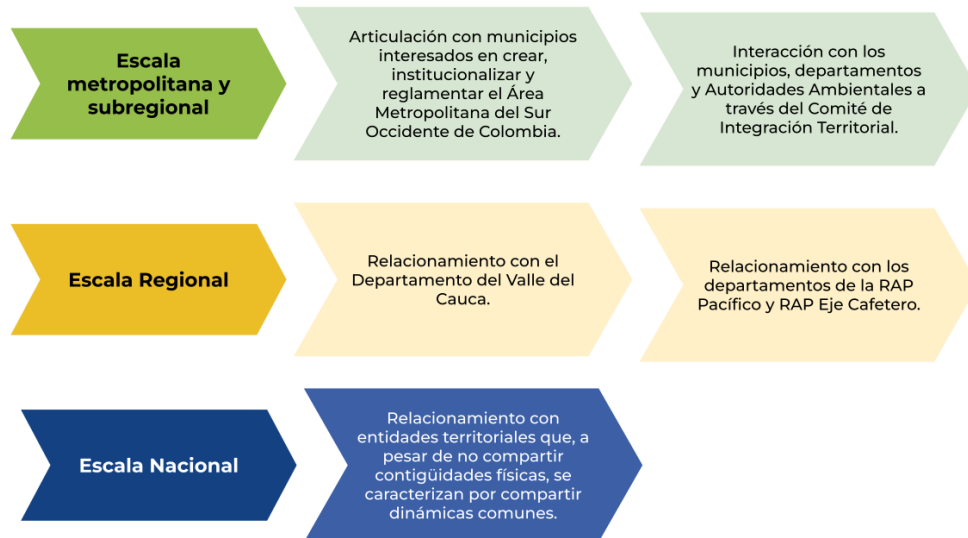 Escala
metropolitana y
subregional
Articulación con municipios
interesados en crear,
institucionalizar y
reglamentar el Área
Metropolitana del Sur
Occidente de Colombia.
Interacción con los
municipios, departamentos
y Autoridades Ambientales a
través del Comité de
Integración Territorial.
Escala Regional
Relacionamiento con el
Departamento del Valle del
Cauca.
Relacionamiento con los
departamentos de la RAP
Pacífico y RAP Eje Cafetero.
Escala Nacional
Relacionamiento con
entidades territoriales que, a
pesar de no compartir
contigüidades físicas, se
caracterizan por compartir
dinámicas comunes.